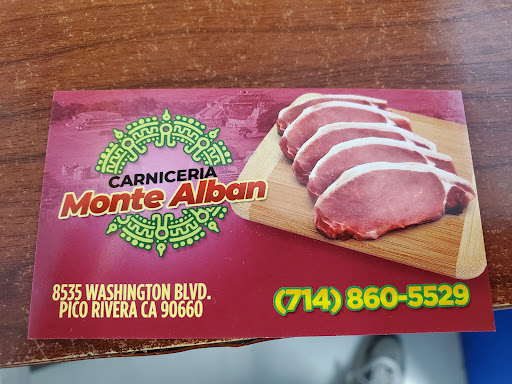 CARNICERIA
Monte Alban
8535 WASHINGTON BLVD.
PICO RIVERA CA 90660
(714) 860-5529